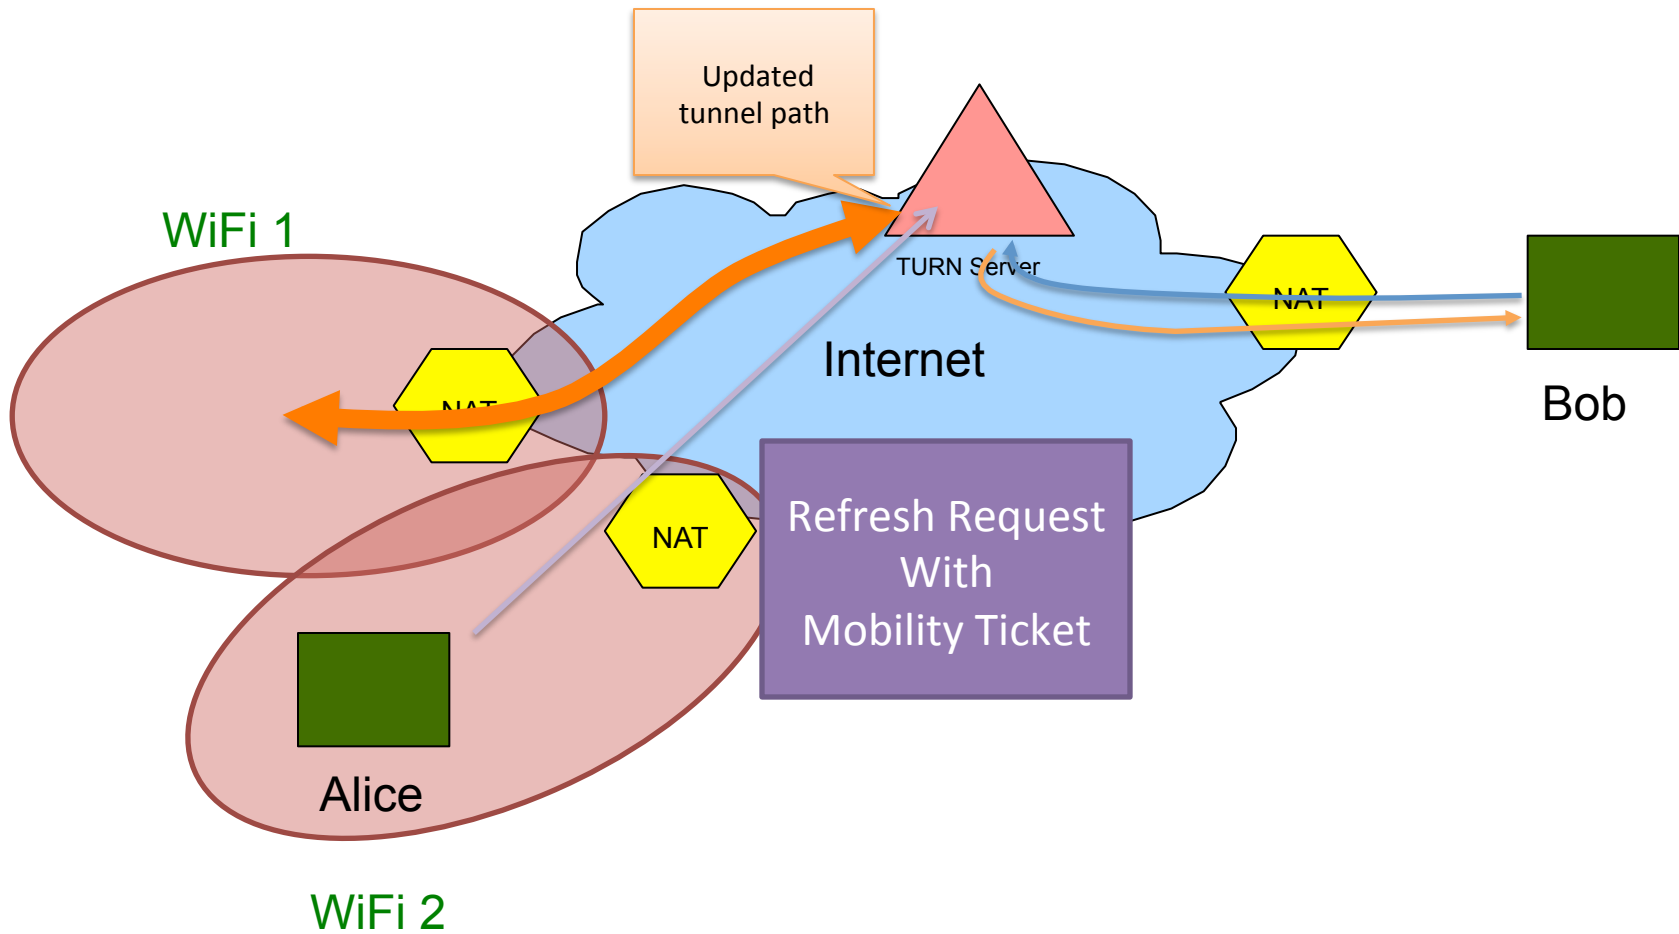 Updated
tunnel path
WiFi 1
TURN Server
NAT
Internet
Bob
NAT
NAT
Refresh Request
With
Mobility Ticket
Alice
WiFi 2